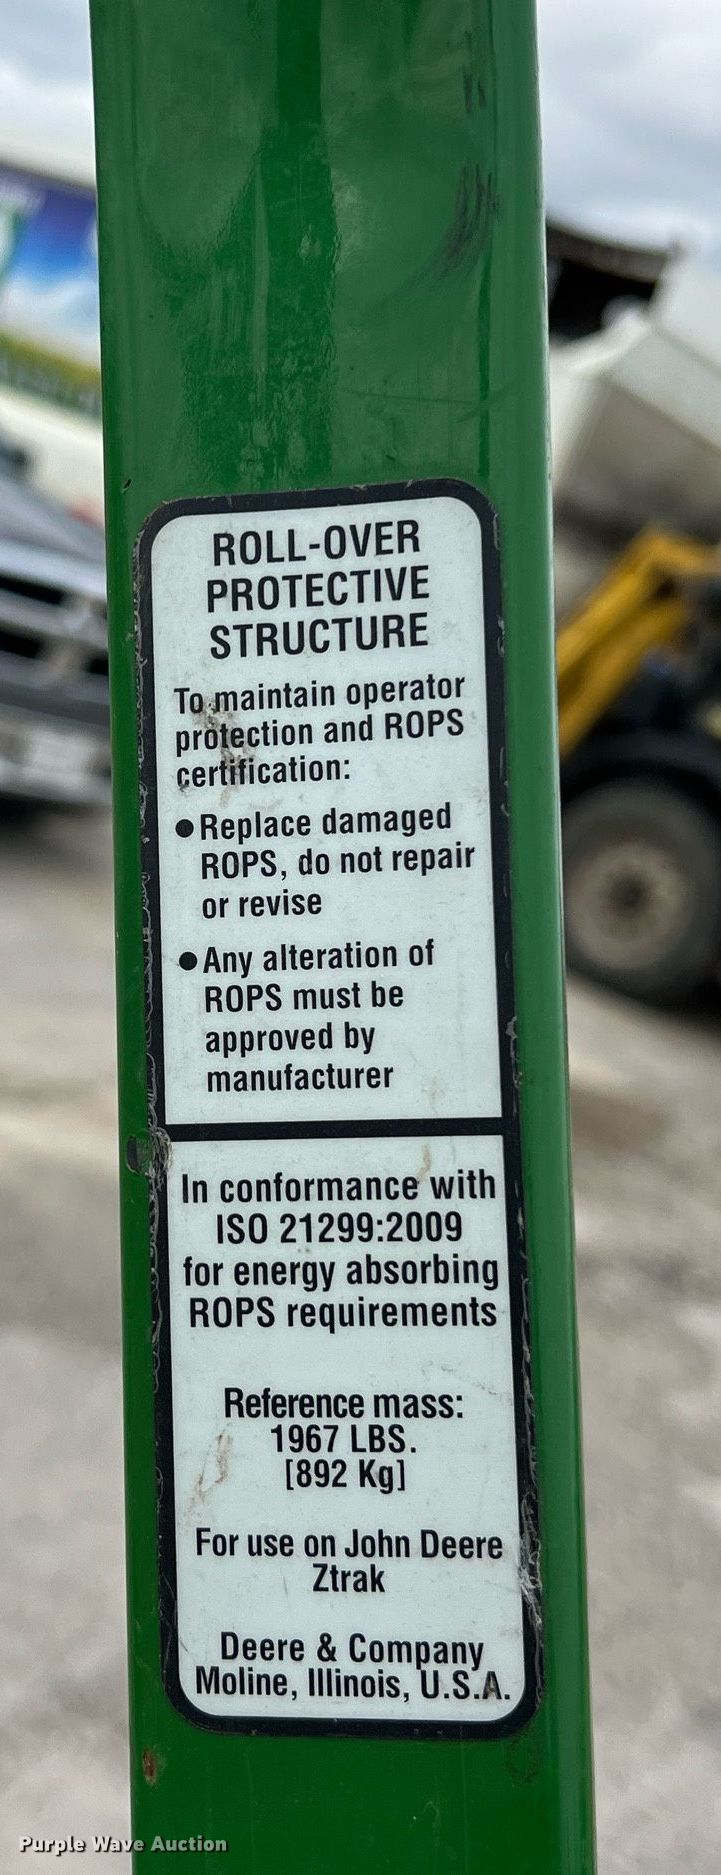 ROLL-OVER
PROTECTIVE
STRUCTURE
To maintain operator
protection and ROPS
certification:
●Replace damaged
ROPS, do not repair
or revise
●Any alteration of
ROPS must be
approved by
manufacturer
In conformance with
ISO 21299:2009
for energy absorbing
ROPS requirements
Reference mass:
1967 LBS.
[892 Kg]
For use on John Deere
Ztrak
Deere & Company
Moline, Illinois, U.S.A.
Purple Wave Auction